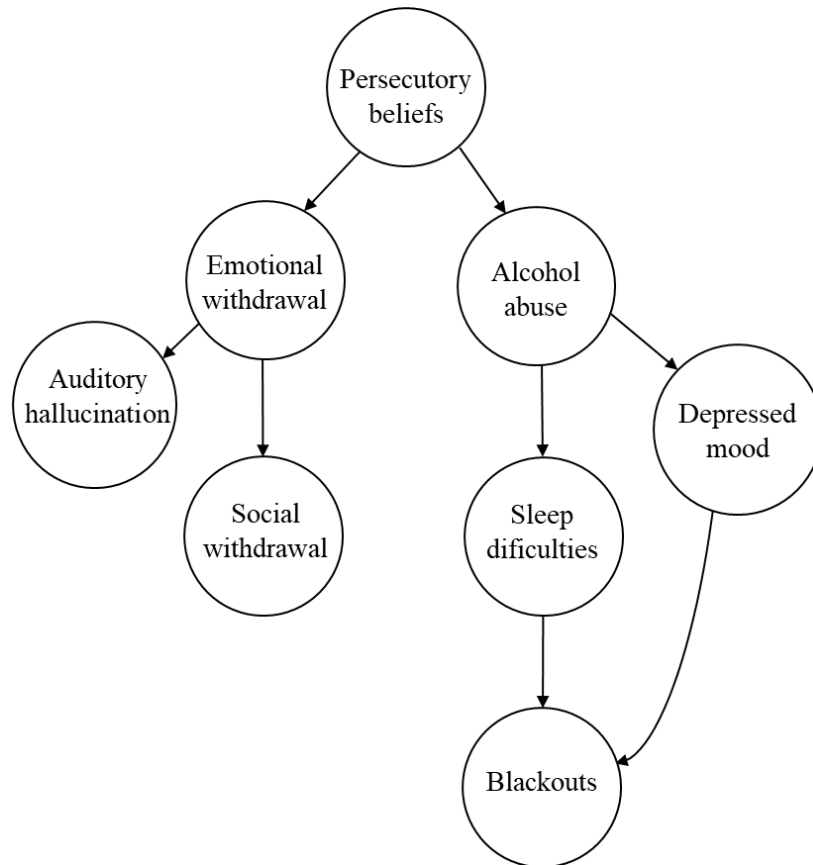 Persecutory
beliefs
Emotional
withdrawal
Alcohol
abuse
Auditory
hallucination
Depressed
mood
Social
withdrawal
Sleep
dificulties
Blackouts